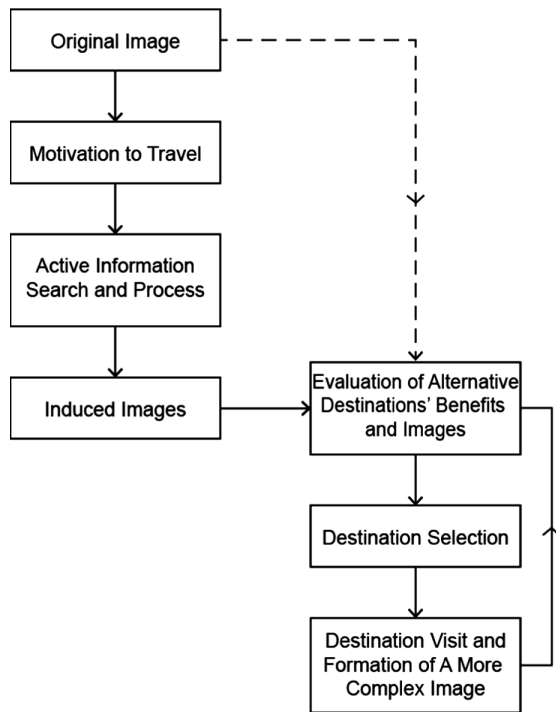 Original Image
Motivation to Travel
Active Information
Search and Process
Induced Images
Evaluation of Alternative
Destinations' Benefits
and Images
Destination Selection
Destination Visit and
Formation of A More
Complex Image